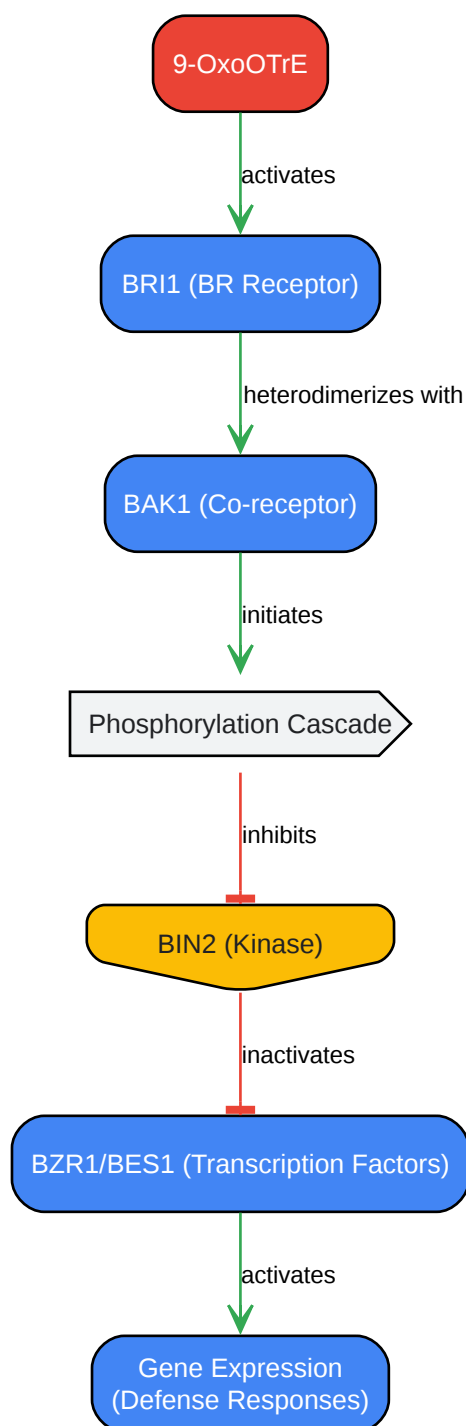 9-OxoOTrE
activates
BRI1 (BR Receptor)
heterodimerizes with
BAK1 (Co-receptor)
initiates
Phosphorylation Cascade
inhibits
BIN2 (Kinase)
inactivates
BZR1/BES1 (Transcription Factors)
activates
Gene Expression
(Defense Responses)